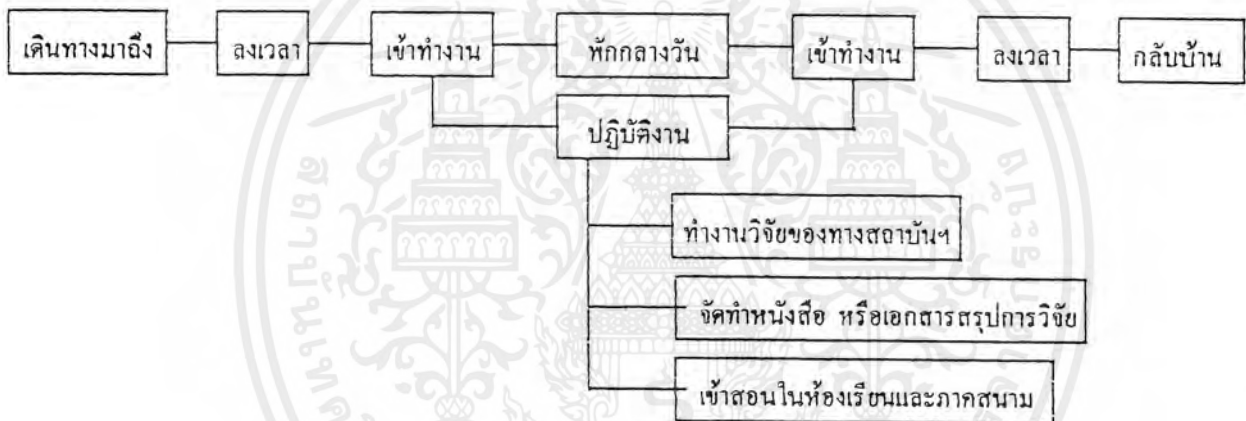 เดินทางมาถึง
ลงเวลา
เข้าทำงาน
พักกลางวัน
เข้าทำงาน
ลงเวลา
กลับบ้าน
ปฏิบัติงาน
ทำงานวิจัยของทางสถาบันฯ
จัดทำหนังสือ หรือเอกสารสรุปการวิจัย
เข้าสอนในห้องเรียนและภาคสนาม